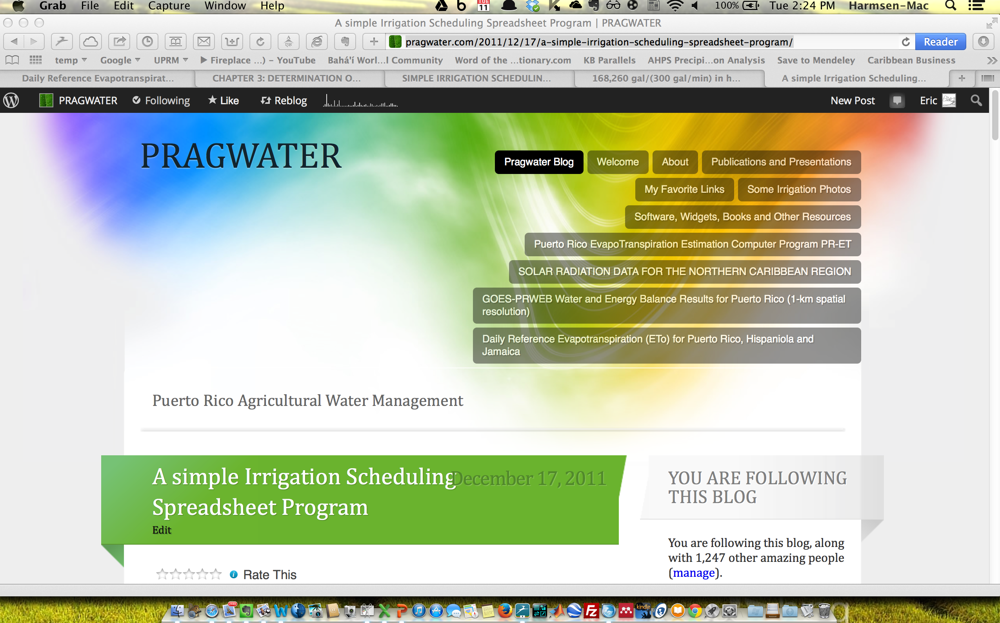 Grab File Edit Capture Window Help
TUE
11
100% Tue 2:24 PM Harmsen-Mac
A simple Irrigation Scheduling Spreadsheet Program | PRAGWATER
pragwater.com/2011/12/17/a-simple-irrigation-scheduling-spreadsheet-program/
Reader
temp Google UPRM Fireplace ...) – YouTube Bahá'í Worl...l Community Word of the ...tionary.com KB Parallels AHPS Precipi...on Analysis Save to Mendeley Caribbean Business
Daily Reference Evapotranspirat... CHAPTER 3: DETERMINATION O... SIMPLE IRRIGATION SCHEDULIN... 168,260 gal/(300 gal/min) in h... A simple Irrigation Scheduling...
PRAGWATER Following Like Reblog New Post Eric
PRAGWATER
Pragwater Blog Welcome About Publications and Presentations
My Favorite Links Some Irrigation Photos
Software, Widgets, Books and Other Resources
Puerto Rico EvapoTranspiration Estimation Computer Program PR-ET
SOLAR RADIATION DATA FOR THE NORTHERN CARIBBEAN REGION
GOES-PRWEB Water and Energy Balance Results for Puerto Rico (1-km spatial
resolution)
Daily Reference Evapotranspiration (ETo) for Puerto Rico, Hispaniola and
Jamaica
Puerto Rico Agricultural Water Management
A simple Irrigation Scheduling
Spreadsheet Program
December 17, 2011
Edit
Rate This
YOU ARE FOLLOWING
THIS BLOG
You are following this blog, along
with 1,247 other amazing people
(manage).
2448
kindle